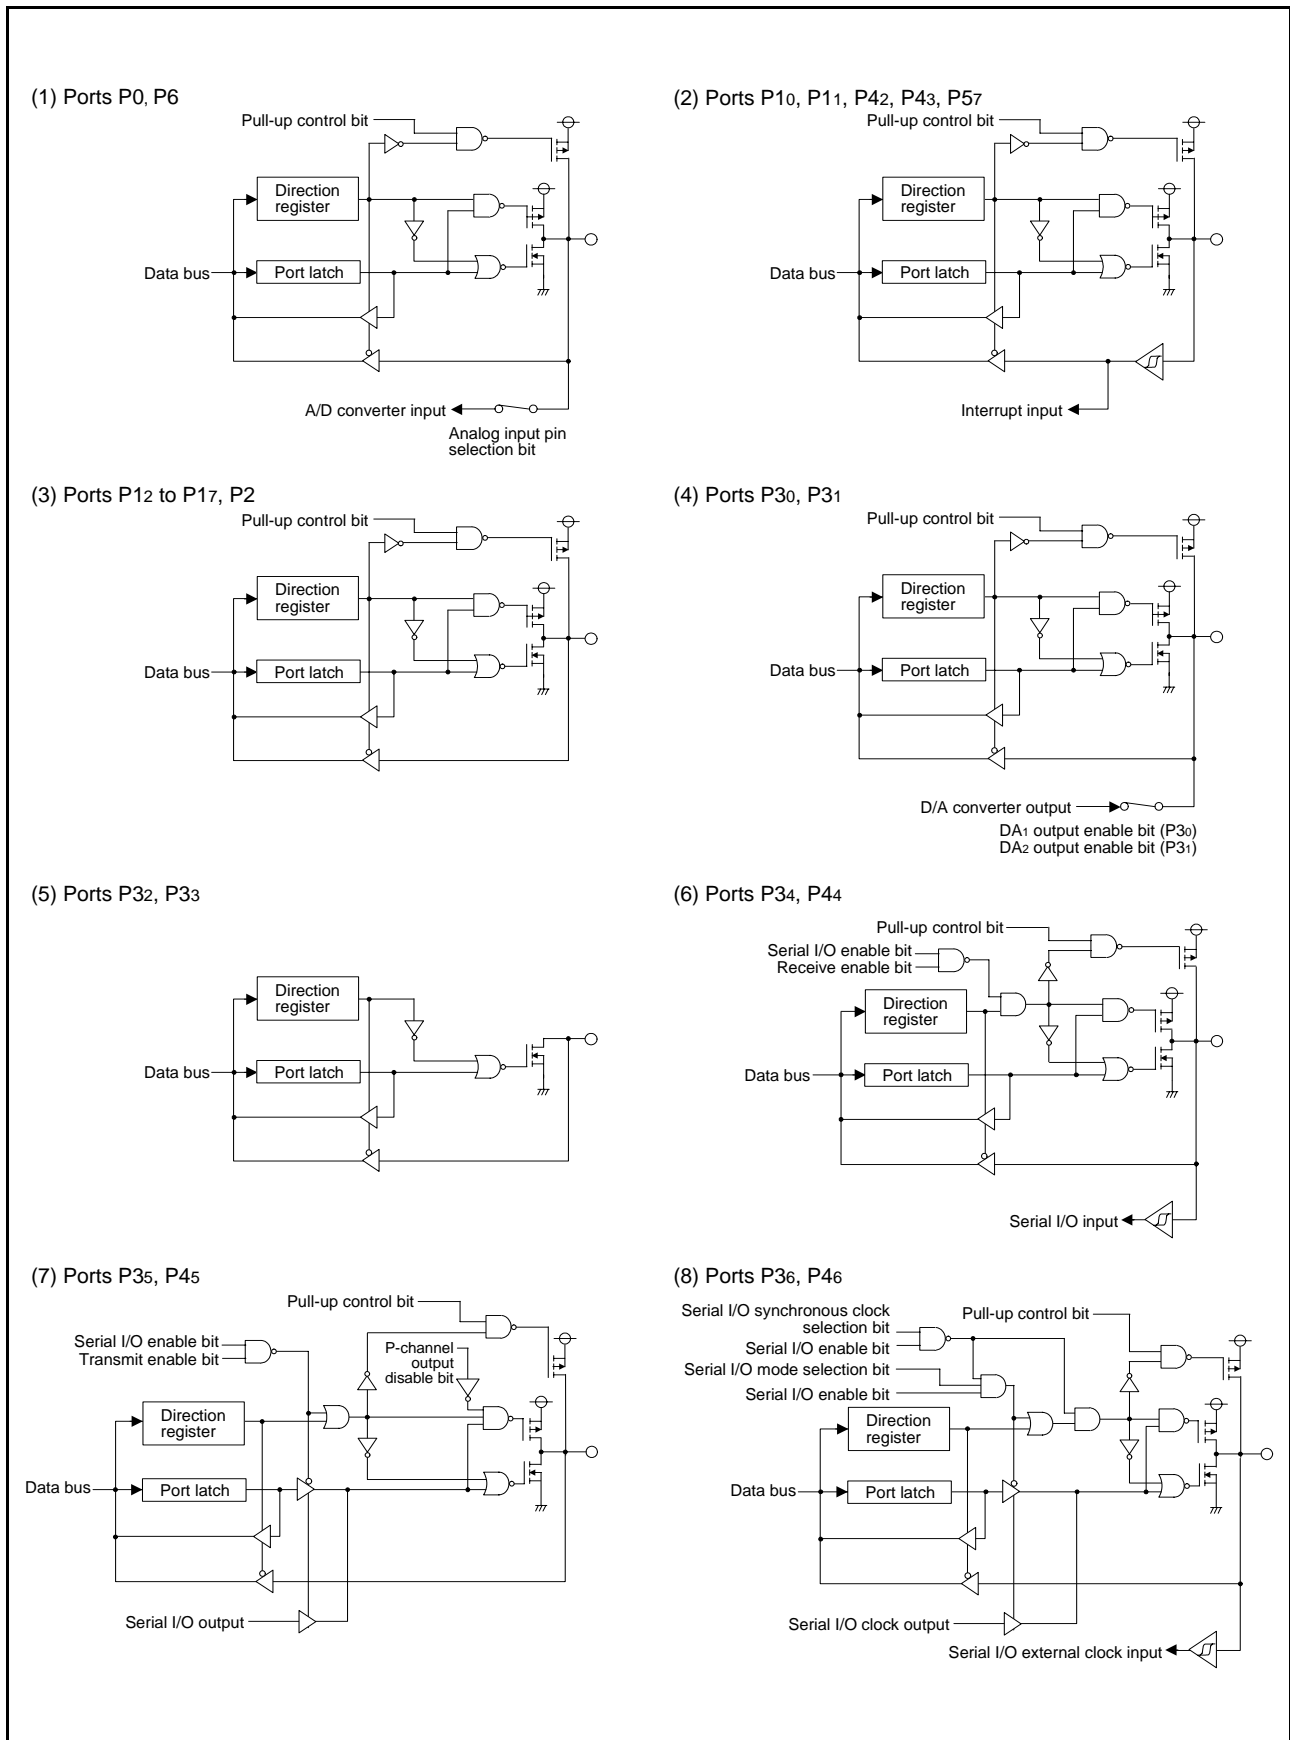 (1) Ports P0, P6
Pull-up control bit
Direction
register
Data bus
Port latch
A/D converter input
Analog input pin
selection bit
(2) Ports P10, P11, P42, P43, P57
Pull-up control bit
Direction
register
Data bus
Port latch
Interrupt input
(3) Ports P12 to P17, P2
Pull-up control bit
Direction
register
Data bus
Port latch
(4) Ports P30, P31
Pull-up control bit
Direction
register
Data bus
Port latch
D/A converter output
DA1 output enable bit (P30)
DA2 output enable bit (P31)
(5) Ports P32, P33
Direction
register
Data bus
Port latch
(6) Ports P34, P44
Pull-up control bit
Serial I/O enable bit
Receive enable bit
Direction
register
Data bus
Port latch
Serial I/O input
(7) Ports P35, P45
Pull-up control bit
Serial I/O enable bit
Transmit enable bit
P-channel
output
disable bit
Direction
register
Data bus
Port latch
Serial I/O output
(8) Ports P36, P46
Serial I/O synchronous clock
selection bit
Pull-up control bit
Serial I/O enable bit
Serial I/O mode selection bit
Serial I/O enable bit
Direction
register
Data bus
Port latch
Serial I/O clock output
Serial I/O external clock input